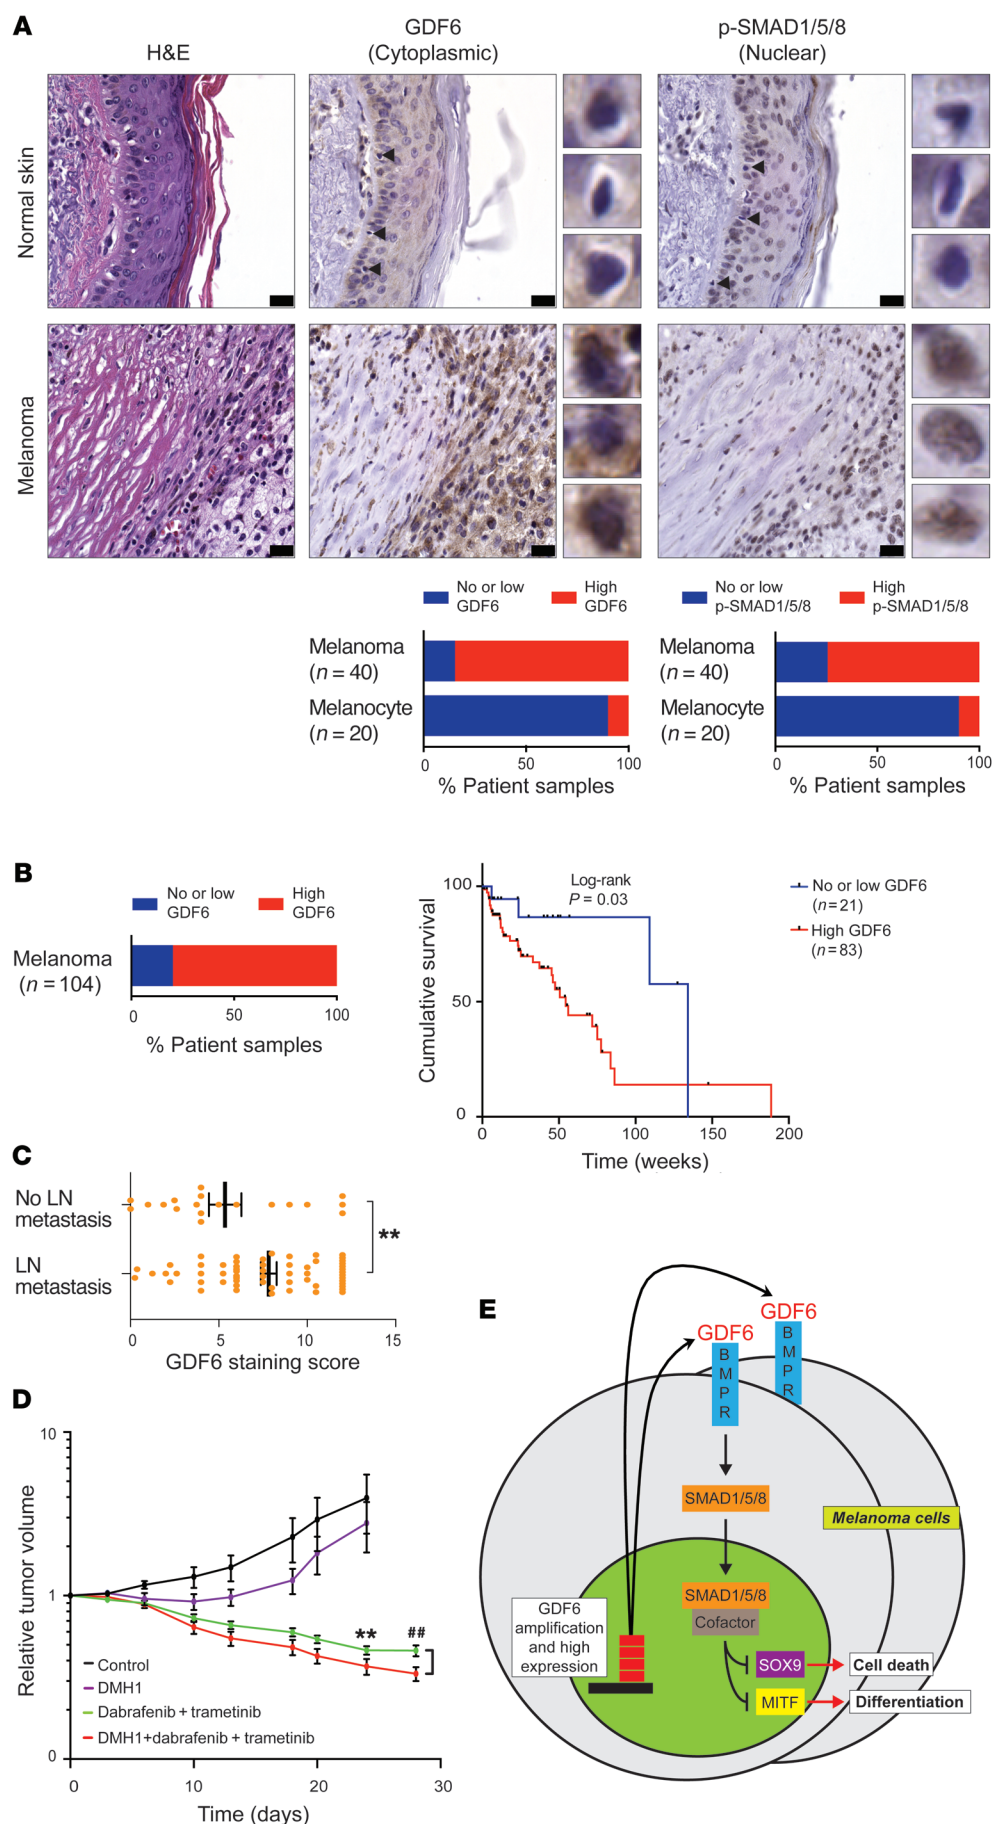 A
H&E
GDF6
(Cytoplasmic)
p-SMAD1/5/8
(Nuclear)
Normal skin
Melanoma
No or low
GDF6
High
GDF6
No or low
p-SMAD1/5/8
High
p-SMAD1/5/8
Melanoma
(n = 40)
Melanocyte
(n = 20)
0
50
100
% Patient samples
Melanoma
(n = 40)
Melanocyte
(n = 20)
0
50
100
% Patient samples
B
No or low
GDF6
High
GDF6
Melanoma
(n = 104)
0
50
100
% Patient samples
Cumulative survival
100
50
0
Log-rank
P = 0.03
No or low GDF6
(n=21)
High GDF6
(n=83)
0
50
100
150
200
Time (weeks)
C
No LN
metastasis
LN
metastasis
**
0
5
10
15
GDF6 staining score
D
Relative tumor volume
10
1
0
**
##
Control
DMH1
Dabrafenib + trametinib
DMH1+dabrafenib + trametinib
0
10
20
30
Time (days)
E
GDF6
GDF6
B
M
P
R
B
M
P
R
SMAD1/5/8
Melanoma cells
SMAD1/5/8
Cofactor
GDF6
amplification
and high
expression
SOX9
Cell death
MITF
Differentiation